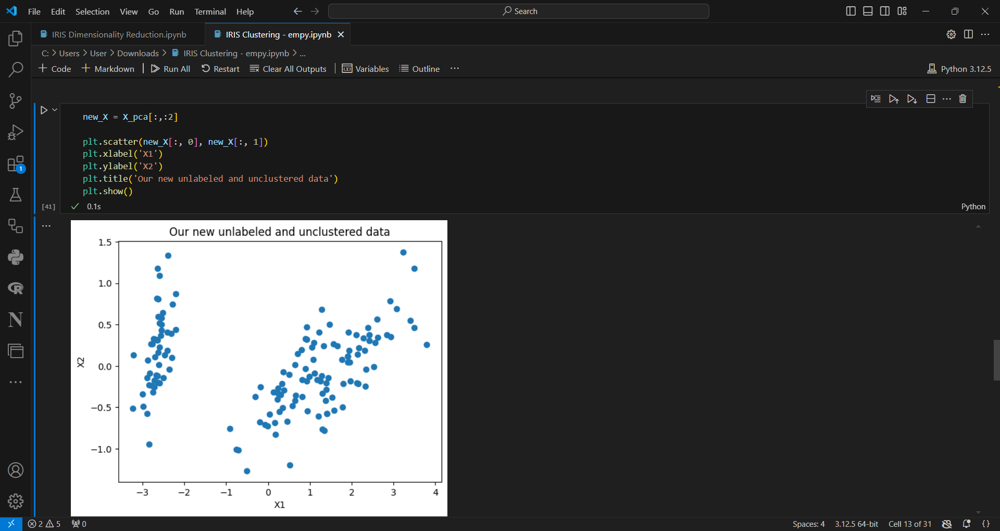 File Edit Selection View Go Run Terminal Help
Search
IRIS Dimensionality Reduction.ipynb
IRIS Clustering - empy.ipynb
C: > Users > User > Downloads > IRIS Clustering - empy.ipynb > ...
+ Code + Markdown | Run All Restart Clear All Outputs | Variables Outline ...
Python 3.12.5
new_X = X_pca[:,:2]
plt.scatter(new_X[:, 0], new_X[:, 1])
plt.xlabel('X1')
plt.ylabel('X2')
plt.title('Our new unlabeled and unclustered data')
plt.show()
[41]
0.1s
Python
1
Our new unlabeled and unclustered data
1.5
1.0
0.5
0.0
−0.5
−1.0
X2
−3 −2 −1 0 1 2 3 4
X1
2 5 0
Spaces: 4 3.12.5 64-bit Cell 13 of 31